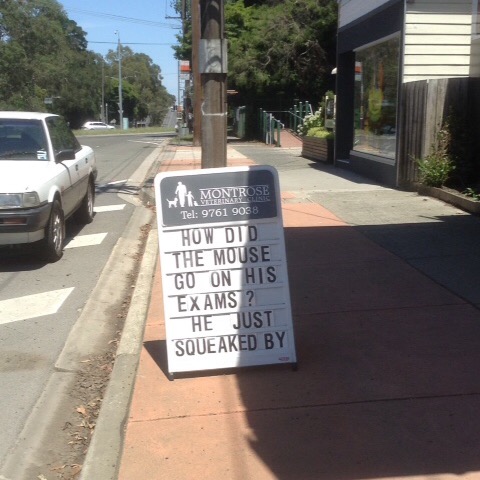 MONTROSE
VETERINARY CLINIC
Tel: 9761 9038
HOW DID
THE MOUSE
GO ON HIS
EXAMS?
HE JUST
SQUEAKED BY